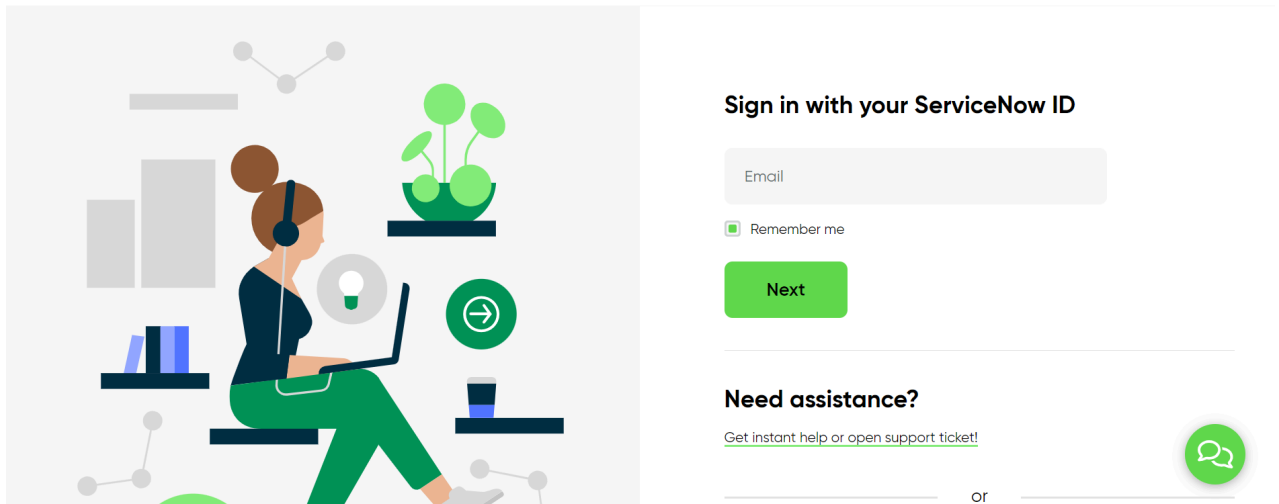 Sign in with your ServiceNow ID
Email
Remember me
Next
Need assistance?
Get instant help or open support ticket!
or